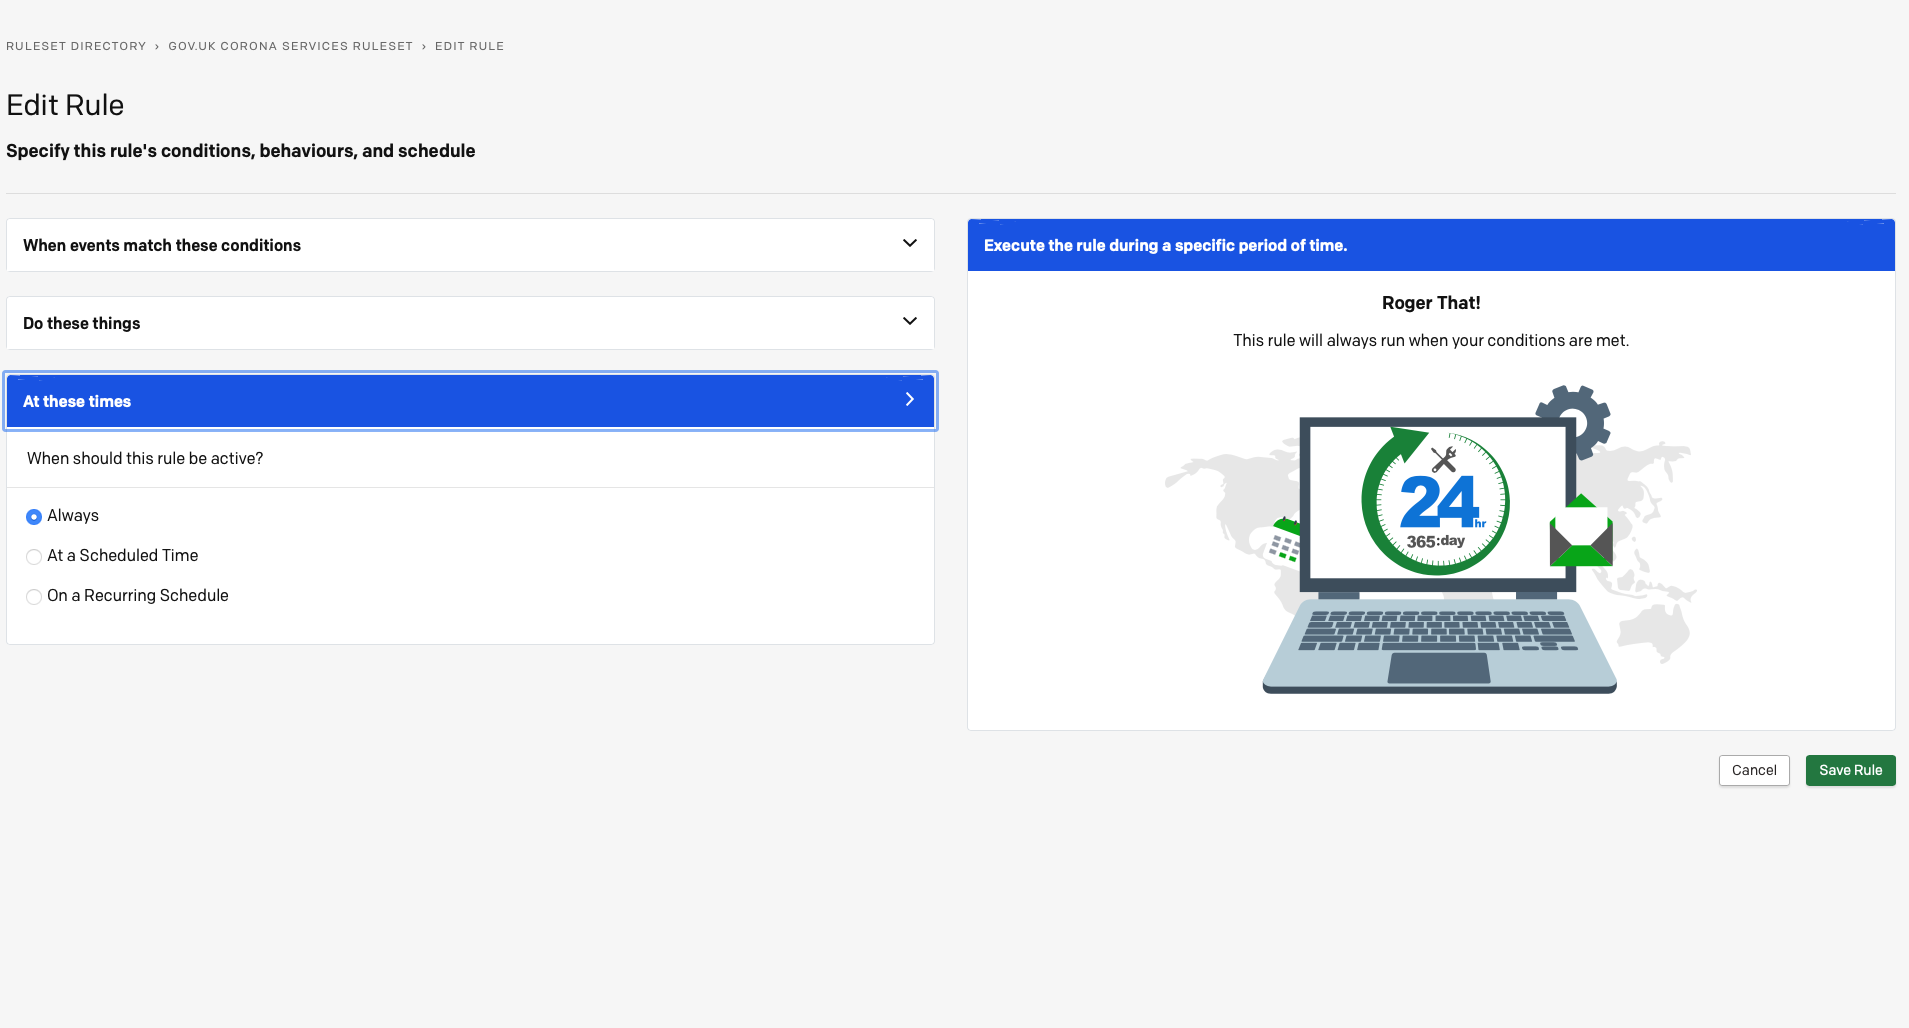 RULESET DIRECTORY › GOV.UK CORONA SERVICES RULESET › EDIT RULE
Edit Rule
Specify this rule's conditions, behaviours, and schedule
When events match these conditions
Do these things
At these times
When should this rule be active?
Always
At a Scheduled Time
On a Recurring Schedule
Execute the rule during a specific period of time.
Roger That!
This rule will always run when your conditions are met.
24hr
365:day
Cancel
Save Rule